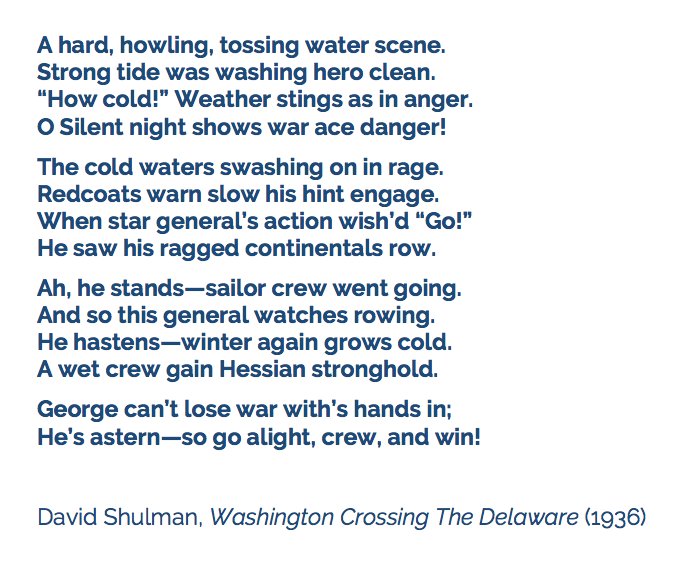 A hard, howling, tossing water scene.
Strong tide was washing hero clean.
“How cold!” Weather stings as in anger.
O Silent night shows war ace danger!
The cold waters swashing on in rage.
Redcoats warn slow his hint engage.
When star general’s action wish’d “Go!”
He saw his ragged continentals row.
Ah, he stands—sailor crew went going.
And so this general watches rowing.
He hastens—winter again grows cold.
A wet crew gain Hessian stronghold.
George can’t lose war with’s hands in;
He’s astern—so go alight, crew, and win!
David Shulman, Washington Crossing The Delaware (1936)